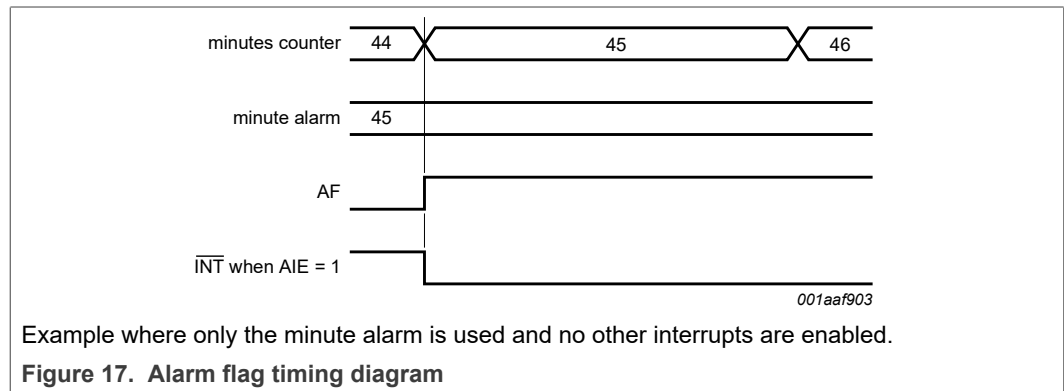 minutes counter 44 45 46
minute alarm 45
AF
INT when AIE = 1
001aaf903
Example where only the minute alarm is used and no other interrupts are enabled.
Figure 17. Alarm flag timing diagram